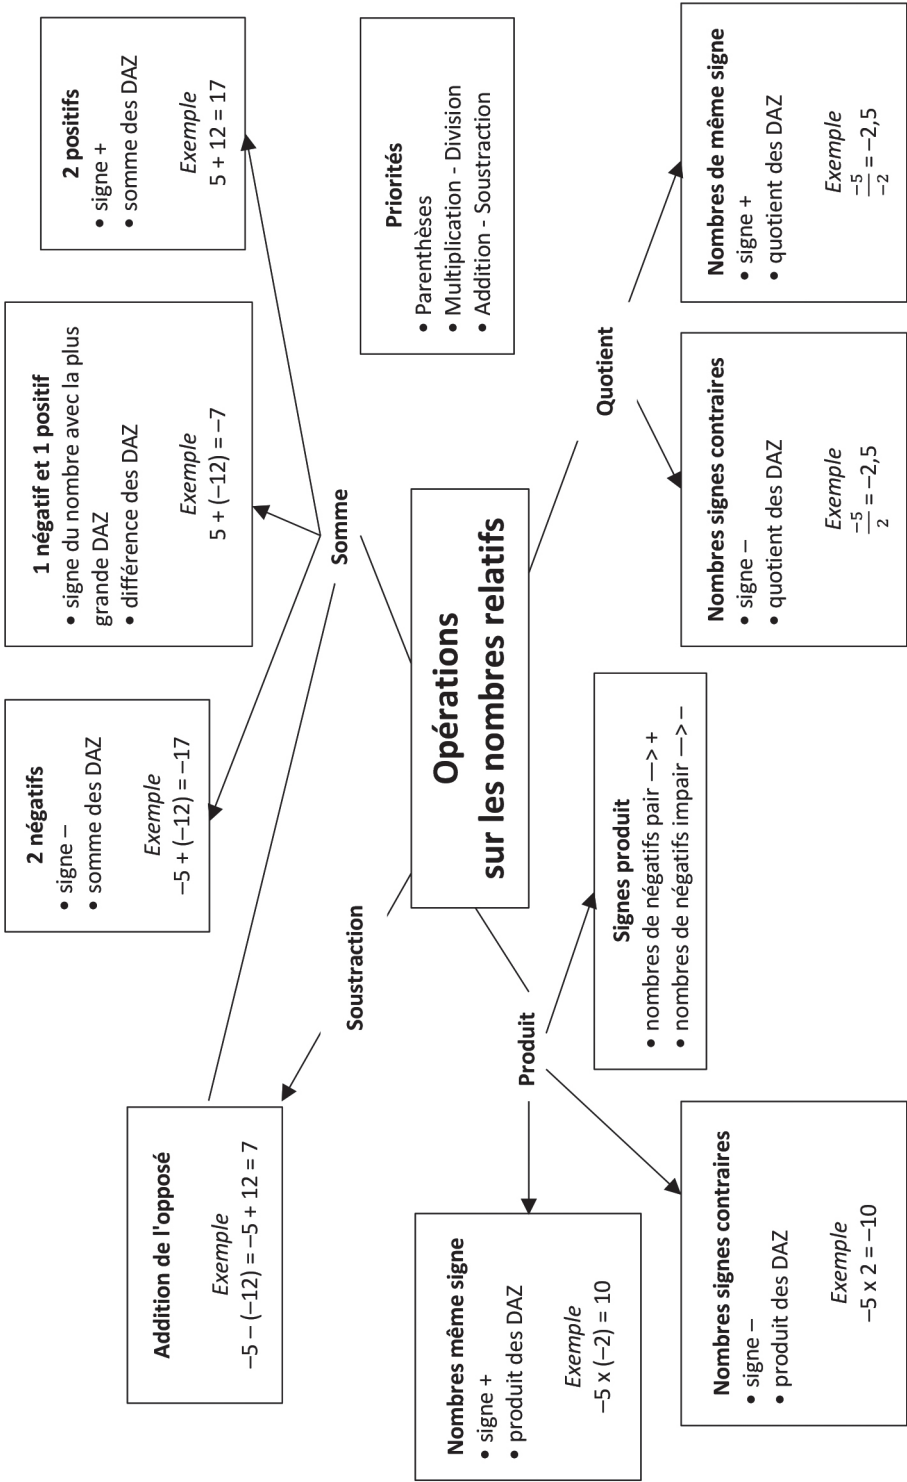 Addition de l'opposé
Exemple
−5 − (−12) = −5 + 12 = 7
2 négatifs
• signe −
• somme des DAZ
Exemple
−5 + (−12) = −17
1 négatif et 1 positif
• signe du nombre avec la plus
grande DAZ
• différence des DAZ
Exemple
5 + (−12) = −7
2 positifs
• signe +
• somme des DAZ
Exemple
5 + 12 = 17
Soustraction
Somme
Priorités
• Parenthèses
• Multiplication - Division
• Addition - Soustraction
Opérations
sur les nombres relatifs
Produit
Quotient
Nombres même signe
• signe +
• produit des DAZ
Exemple
−5 x (−2) = 10
Signes produit
• nombres de négatifs pair —> +
• nombres de négatifs impair —> −
Nombres signes contraires
• signe −
• produit des DAZ
Exemple
−5 x 2 = −10
Nombres signes contraires
• signe −
• quotient des DAZ
Exemple
−5/2 = −2,5
Nombres de même signe
• signe +
• quotient des DAZ
Exemple
−5/−2 = −2,5